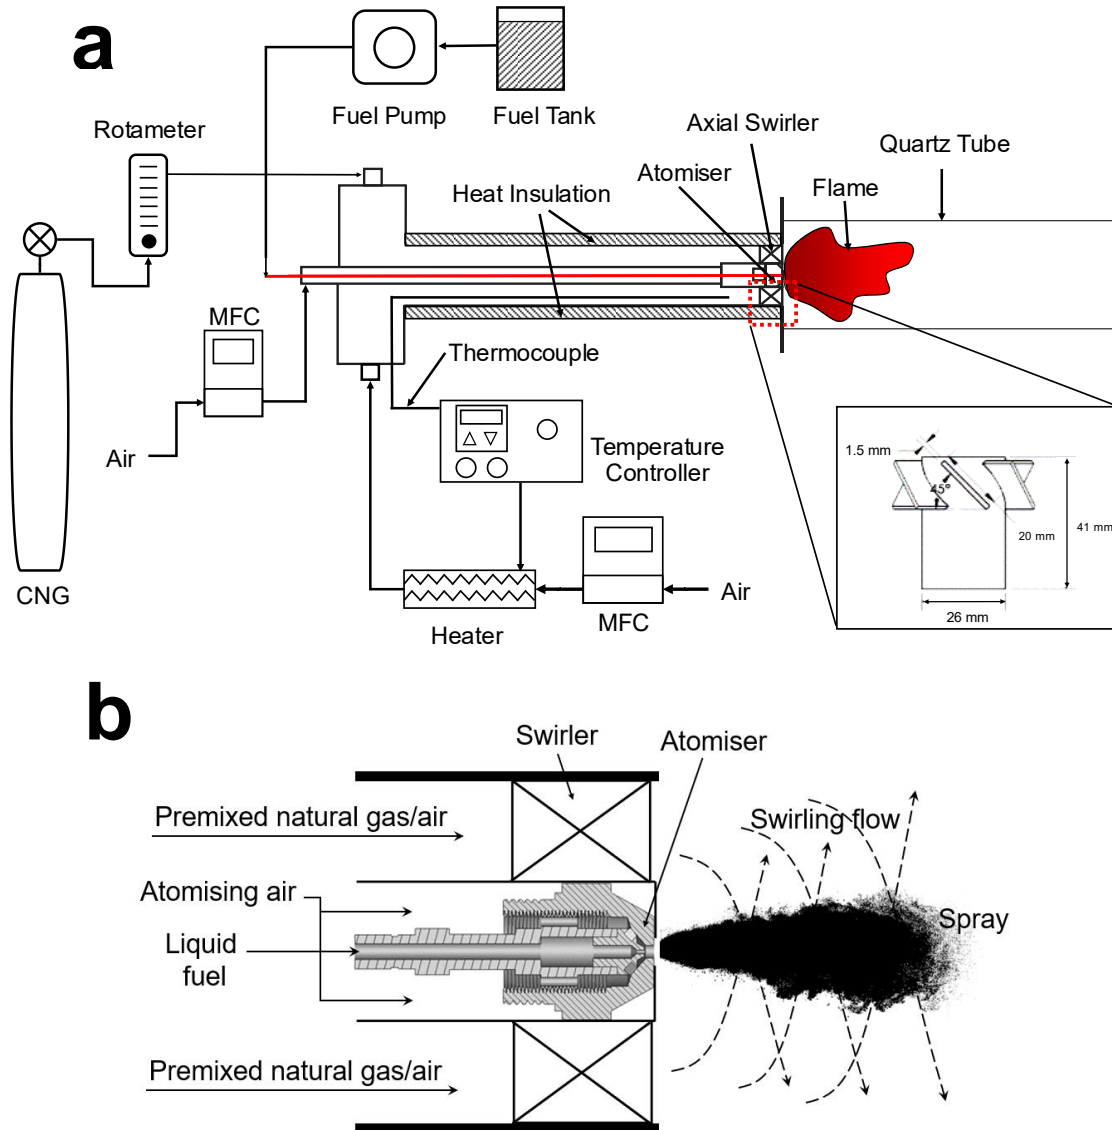 a
Fuel Pump
Fuel Tank
Rotameter
Axial Swirler
Quartz Tube
Atomiser
Flame
Heat Insulation
MFC
Thermocouple
Air
Temperature
Controller
1.5 mm
45°
20 mm
41 mm
26 mm
CNG
Heater
MFC
Air
b
Swirler
Atomiser
Premixed natural gas/air
Swirling flow
Atomising air
Spray
Liquid
fuel
Premixed natural gas/air